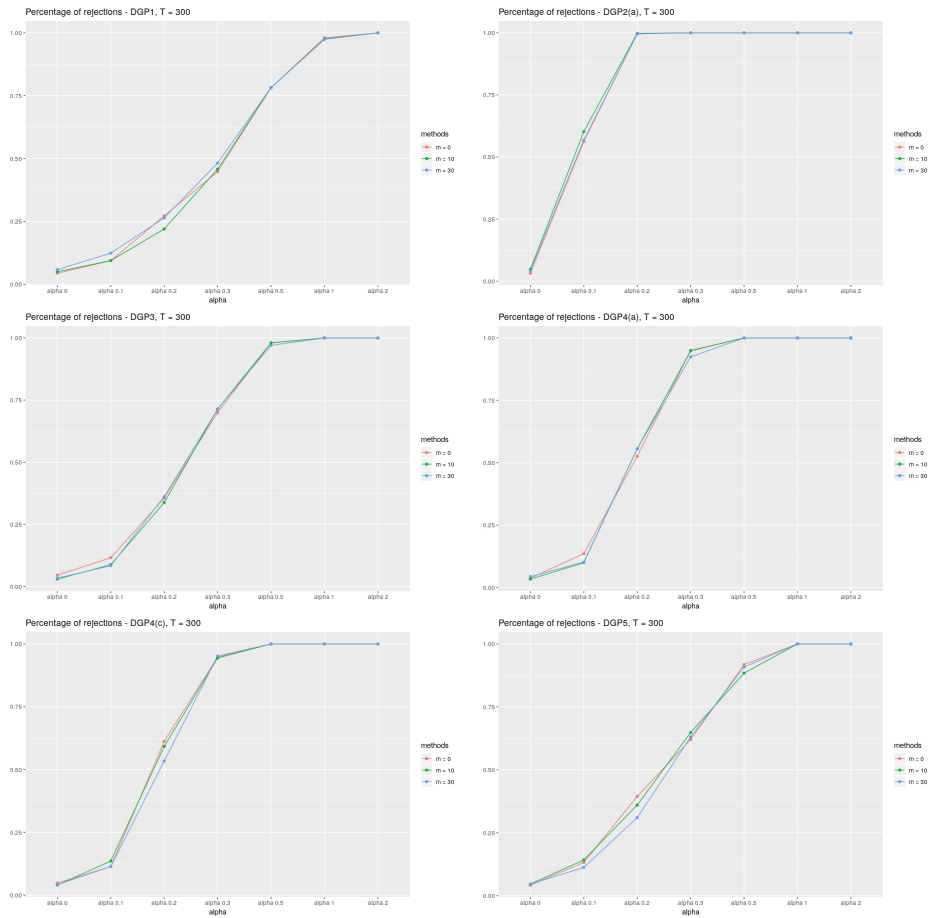 Percentage of rejections - DGP1, T = 300
1.00
0.75
0.50
0.25
0.00
alpha 0 alpha 0.1 alpha 0.2 alpha 0.3 alpha 0.5 alpha 1 alpha 2
alpha
methods
m = 0
m = 10
m = 30
Percentage of rejections - DGP2(a), T = 300
1.00
0.75
0.50
0.25
0.00
alpha 0 alpha 0.1 alpha 0.2 alpha 0.3 alpha 0.5 alpha 1 alpha 2
alpha
methods
m = 0
m = 10
m = 30
Percentage of rejections - DGP3, T = 300
1.00
0.75
0.50
0.25
0.00
alpha 0 alpha 0.1 alpha 0.2 alpha 0.3 alpha 0.5 alpha 1 alpha 2
alpha
methods
m = 0
m = 10
m = 30
Percentage of rejections - DGP4(a), T = 300
1.00
0.75
0.50
0.25
0.00
alpha 0 alpha 0.1 alpha 0.2 alpha 0.3 alpha 0.5 alpha 1 alpha 2
alpha
methods
m = 0
m = 10
m = 30
Percentage of rejections - DGP4(c), T = 300
1.00
0.75
0.50
0.25
0.00
alpha 0 alpha 0.1 alpha 0.2 alpha 0.3 alpha 0.5 alpha 1 alpha 2
alpha
methods
m = 0
m = 10
m = 30
Percentage of rejections - DGP5, T = 300
1.00
0.75
0.50
0.25
0.00
alpha 0 alpha 0.1 alpha 0.2 alpha 0.3 alpha 0.5 alpha 1 alpha 2
alpha
methods
m = 0
m = 10
m = 30